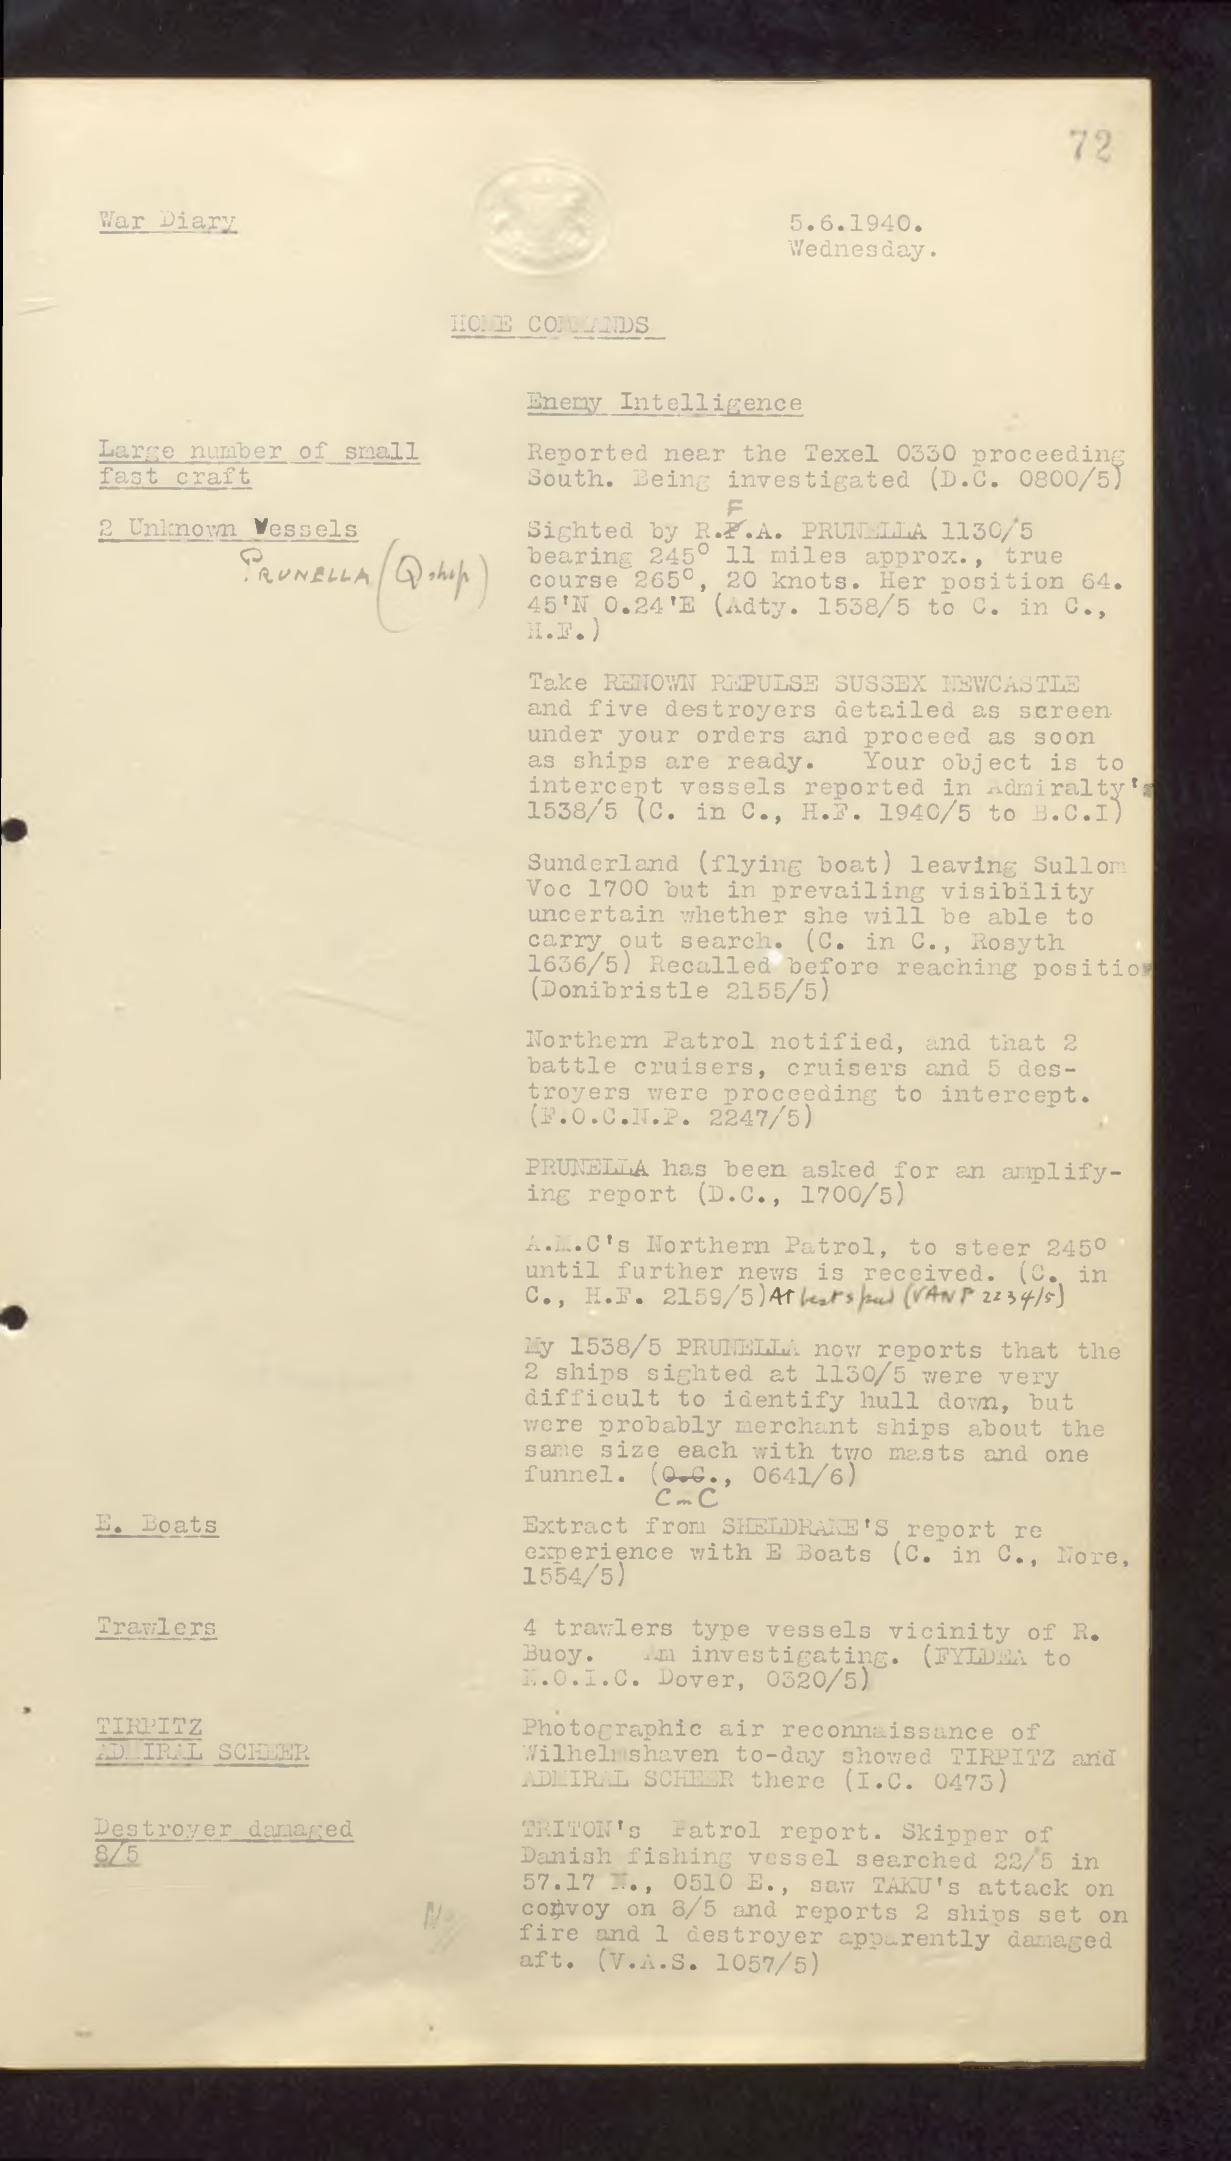 72
War Diary
5.6.1940.
Wednesday.
HOME COMMANDS
Enemy Intelligence
Large number of small
fast craft
Reported near the Texel 0330 proceeding
South. Being investigated (D.C. 0800/5)
2 Unknown Vessels
PRUNELLA (Q ship)
F
Sighted by R.F.A. PRUNELLA 1130/5
bearing 245° 11 miles approx., true
course 265°, 20 knots. Her position 64.
45'N 0.24'E (Adty. 1538/5 to C. in C.,
H.F.)
Take RENOWN REPULSE SUSSEX NEWCASTLE
and five destroyers detailed as screen
under your orders and proceed as soon
as ships are ready. Your object is to
intercept vessels reported in Admiralty's
1538/5 (C. in C., H.F. 1940/5 to B.C.I)
Sunderland (flying boat) leaving Sullom
Voc 1700 but in prevailing visibility
uncertain whether she will be able to
carry out search. (C. in C., Rosyth
1636/5) Recalled before reaching position
(Donibristle 2155/5)
Northern Patrol notified, and that 2
battle cruisers, cruisers and 5 des-
troyers were proceeding to intercept.
(F.O.C.N.P. 2247/5)
PRUNELLA has been asked for an amplify-
ing report (D.C., 1700/5)
A.M.C's Northern Patrol, to steer 245°
until further news is received. (C. in
C., H.F. 2159/5) At best speed (VANP 2234/5)
My 1538/5 PRUNELLA now reports that the
2 ships sighted at 1130/5 were very
difficult to identify hull down, but
were probably merchant ships about the
same size each with two masts and one
funnel. (O.C., 0641/6)
C in C
E. Boats
Extract from SHELDRAKE'S report re
experience with E Boats (C. in C., Nore,
1554/5)
Trawlers
4 trawlers type vessels vicinity of R.
Buoy. Am investigating. (FYLDEA to
N.O.I.C. Dover, 0320/5)
TIRPITZ
ADMIRAL SCHEER
Photographic air reconnaissance of
Wilhelmshaven to-day showed TIRPITZ and
ADMIRAL SCHEER there (I.C. 0473)
Destroyer damaged
8/5
TRITON's Patrol report. Skipper of
Danish fishing vessel searched 22/5 in
57.17 N., 0510 E., saw TAKU's attack on
convoy on 8/5 and reports 2 ships set on
fire and 1 destroyer apparently damaged
aft. (V.A.S. 1057/5)